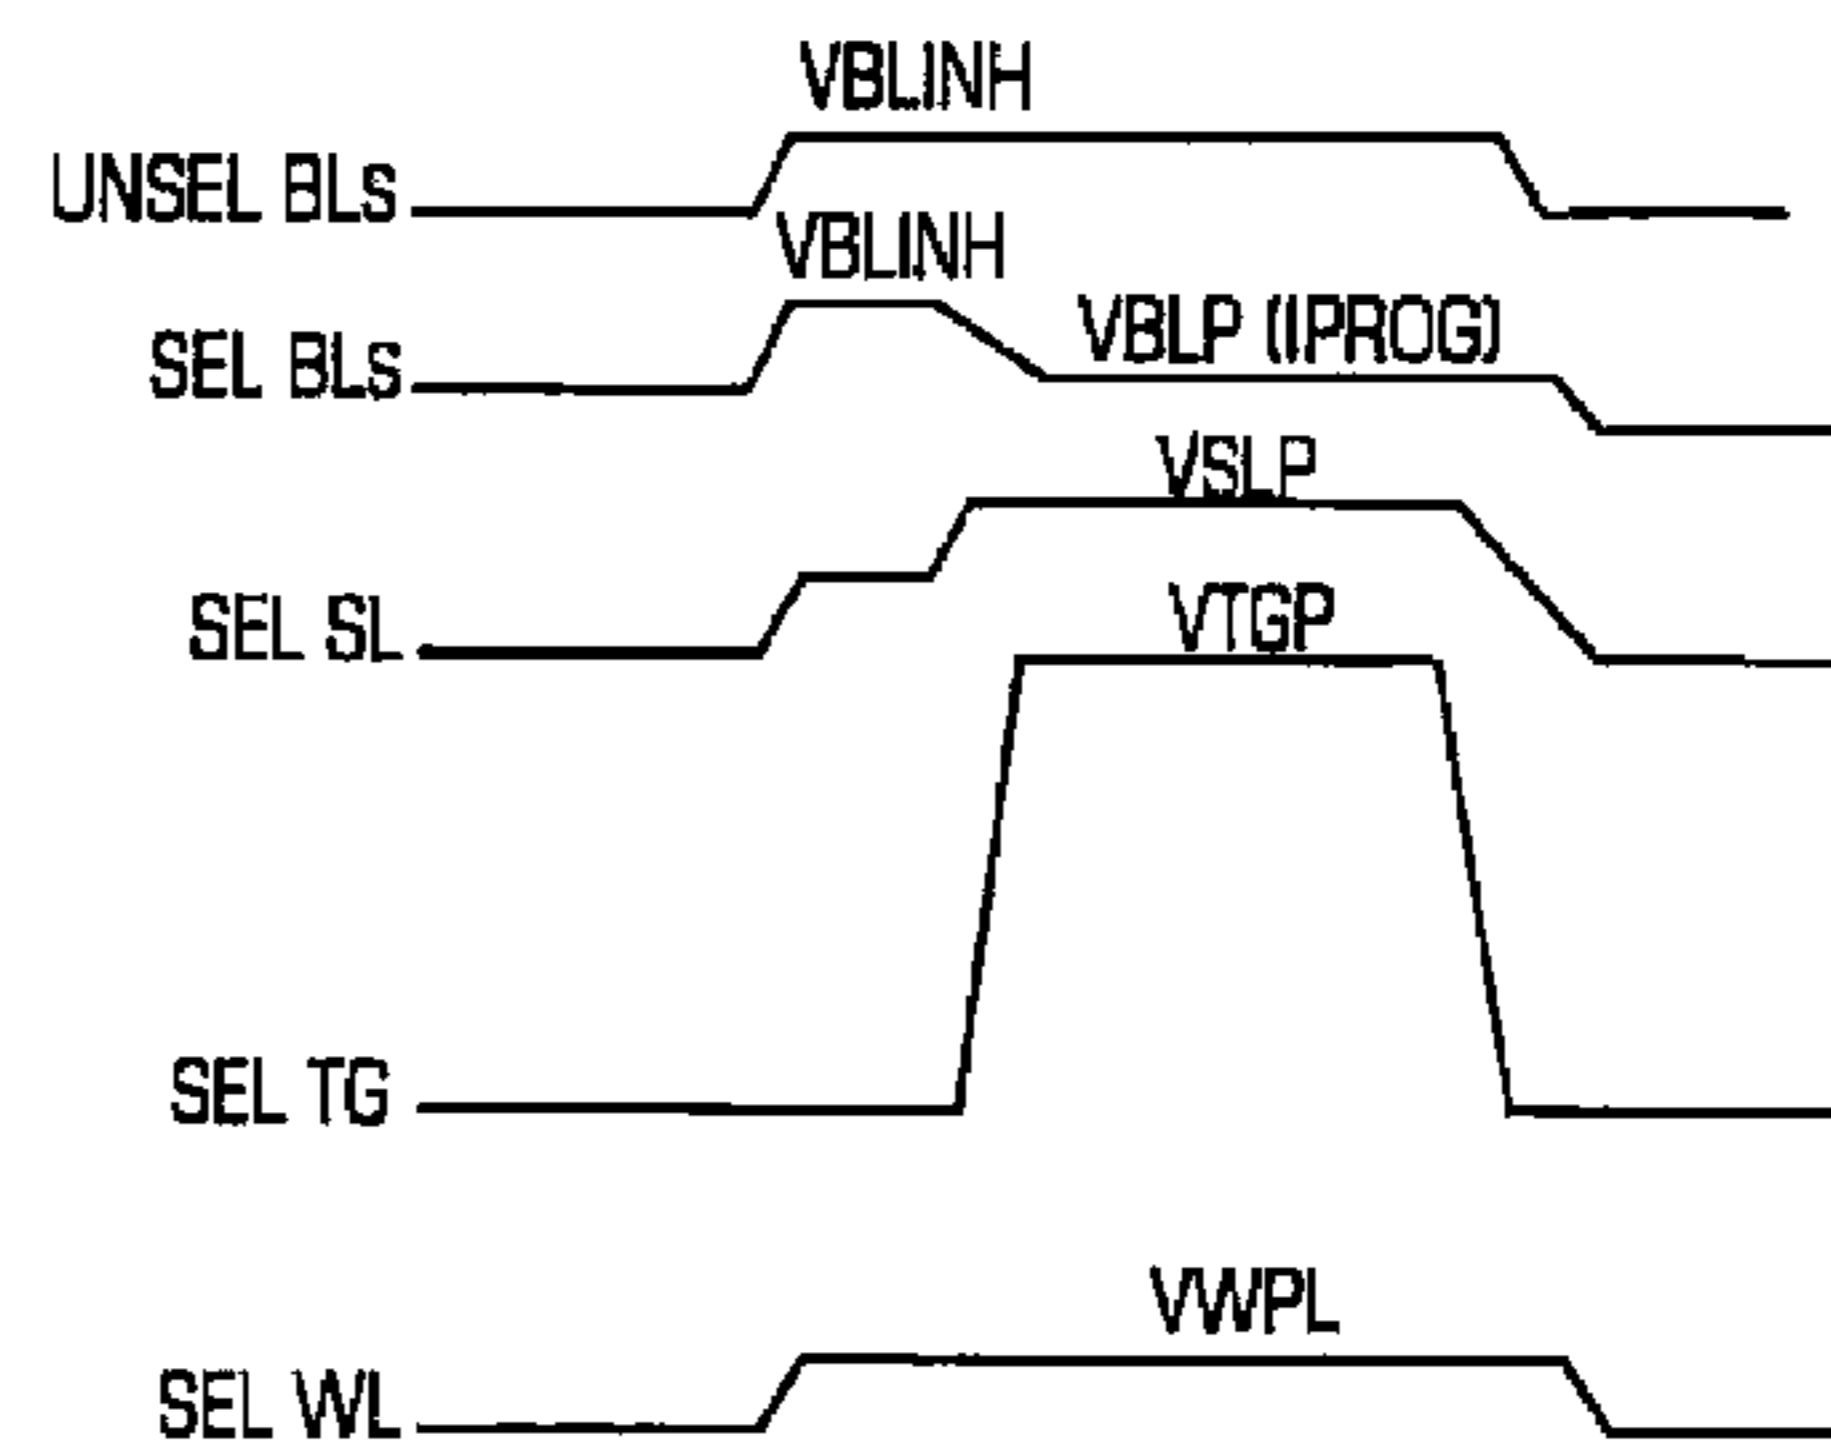 VBLINH
UNSEL BLs
VBLINH
SEL BLs
VBLP (IPROG)
VSLP
SEL SL
VTGP
SEL TG
VWPL
SEL WL